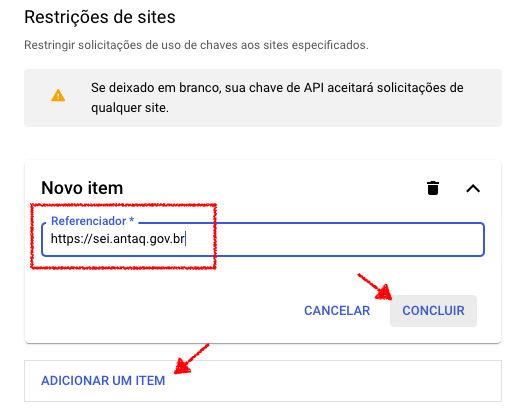 Restrições de sites
Restringir solicitações de uso de chaves aos sites especificados.
Se deixado em branco, sua chave de API aceitará solicitações de
qualquer site.
Novo item
Referenciador *
https://sei.antaq.gov.br
CANCELAR
CONCLUIR
ADICIONAR UM ITEM